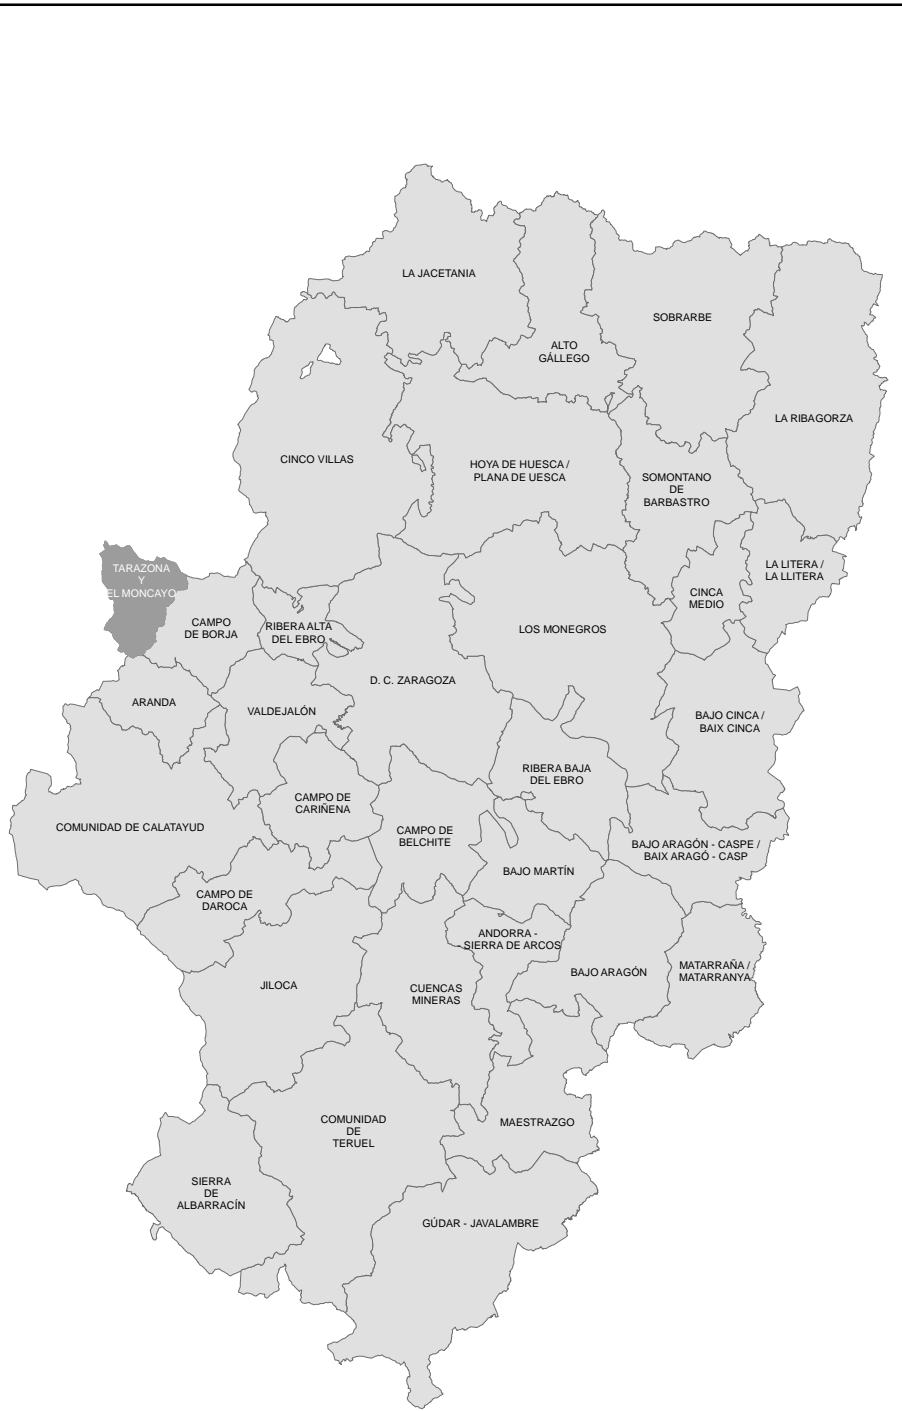 LA JACETANIA
SOBRARBE
ALTO
GÁLLEGO
LA RIBAGORZA
CINCO VILLAS
HOYA DE HUESCA /
PLANA DE UESCA
SOMONTANO
DE
BARBASTRO
TARAZONA
Y
EL MONCAYO
LA LITERA /
LA LLITERA
CINCA
MEDIO
CAMPO
DE BORJA
RIBERA ALTA
DEL EBRO
LOS MONEGROS
D. C. ZARAGOZA
ARANDA
VALDEJALÓN
BAJO CINCA /
BAIX CINCA
RIBERA BAJA
DEL EBRO
CAMPO DE
CARIÑENA
COMUNIDAD DE CALATAYUD
CAMPO DE
BELCHITE
BAJO ARAGÓN - CASPE /
BAIX ARAGÓ - CASP
BAJO MARTÍN
CAMPO DE
DAROCA
ANDORRA -
- SIERRA DE ARCOS
BAJO ARAGÓN
MATARRAÑA /
MATARRANYA
JILOCA
CUENCAS
MINERAS
COMUNIDAD
DE
TERUEL
MAESTRAZGO
SIERRA
DE
ALBARRACÍN
GÚDAR - JAVALAMBRE